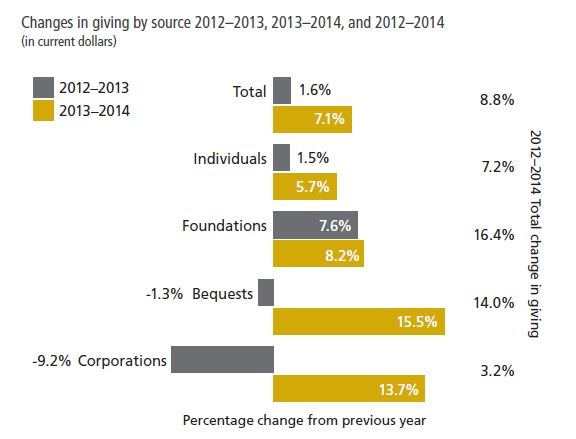 Changes in giving by source 2012–2013, 2013–2014, and 2012–2014
(in current dollars)
2012–2013
2013–2014
Total
1.6%
7.1%
8.8%
Individuals
1.5%
5.7%
7.2%
Foundations
7.6%
8.2%
16.4%
-1.3% Bequests
15.5%
14.0%
-9.2% Corporations
13.7%
3.2%
2012–2014 Total change in giving
Percentage change from previous year